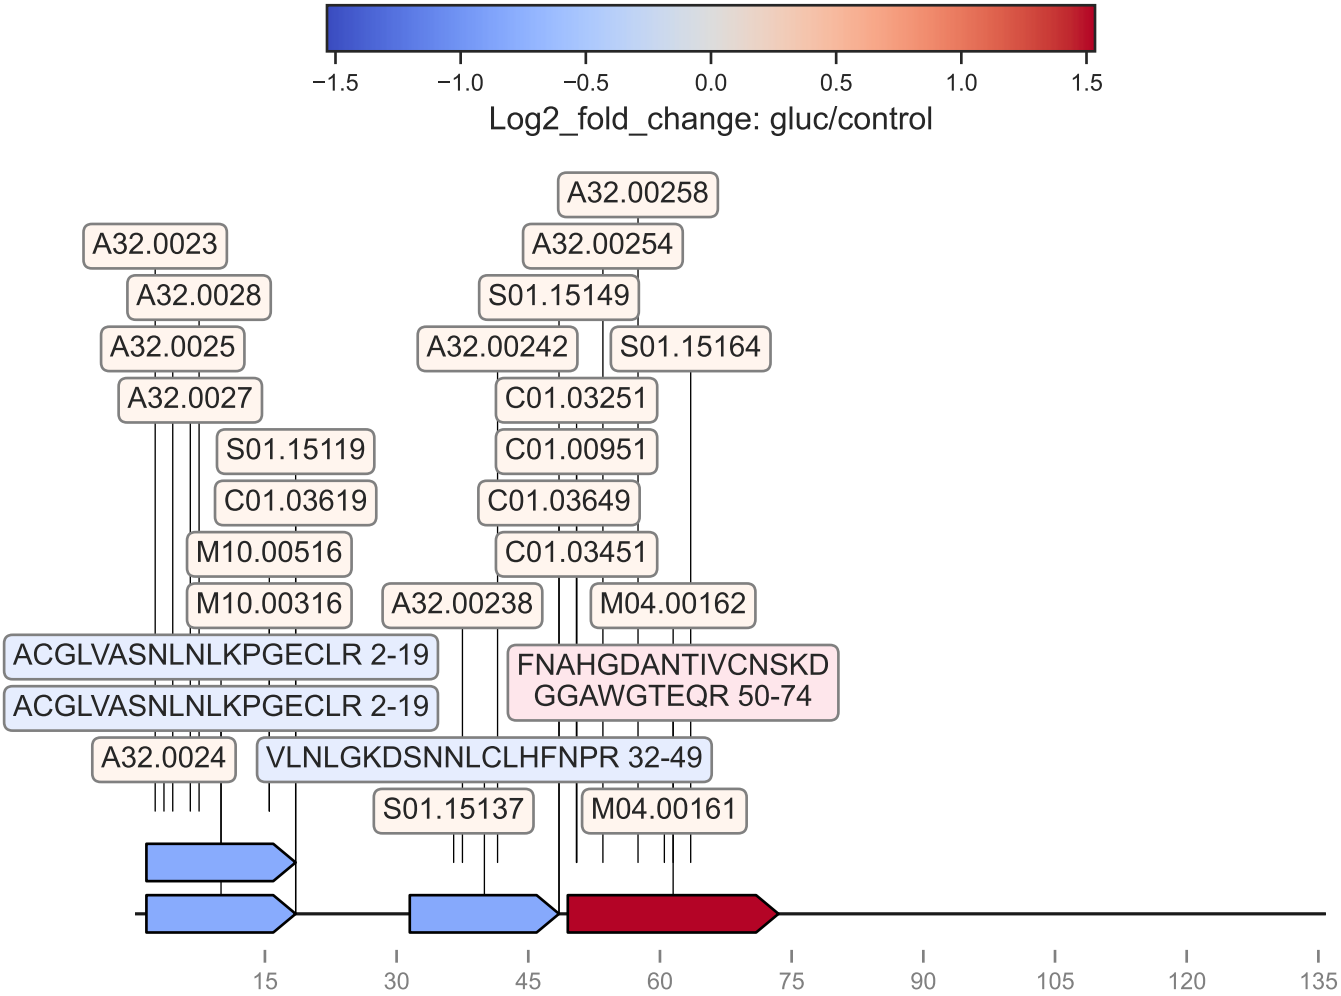 −1.5 −1.0 −0.5 0.0 0.5 1.0 1.5
Log2_fold_change: gluc/control
A32.00258
A32.0023 A32.00254
A32.0028 S01.15149
A32.0025 A32.00242 S01.15164
A32.0027 C01.03251
S01.15119 C01.00951
C01.03619 C01.03649
M10.00516 C01.03451
M10.00316 A32.00238 M04.00162
ACGLVASNLNLKPGECLR 2-19
FNAHGDANTIVCNSKD
GGAWGTEQR 50-74
ACGLVASNLNLKPGECLR 2-19
A32.0024 VLNLGKDSNNLCLHFNPR 32-49
S01.15137 M04.00161
15 30 45 60 75 90 105 120 135